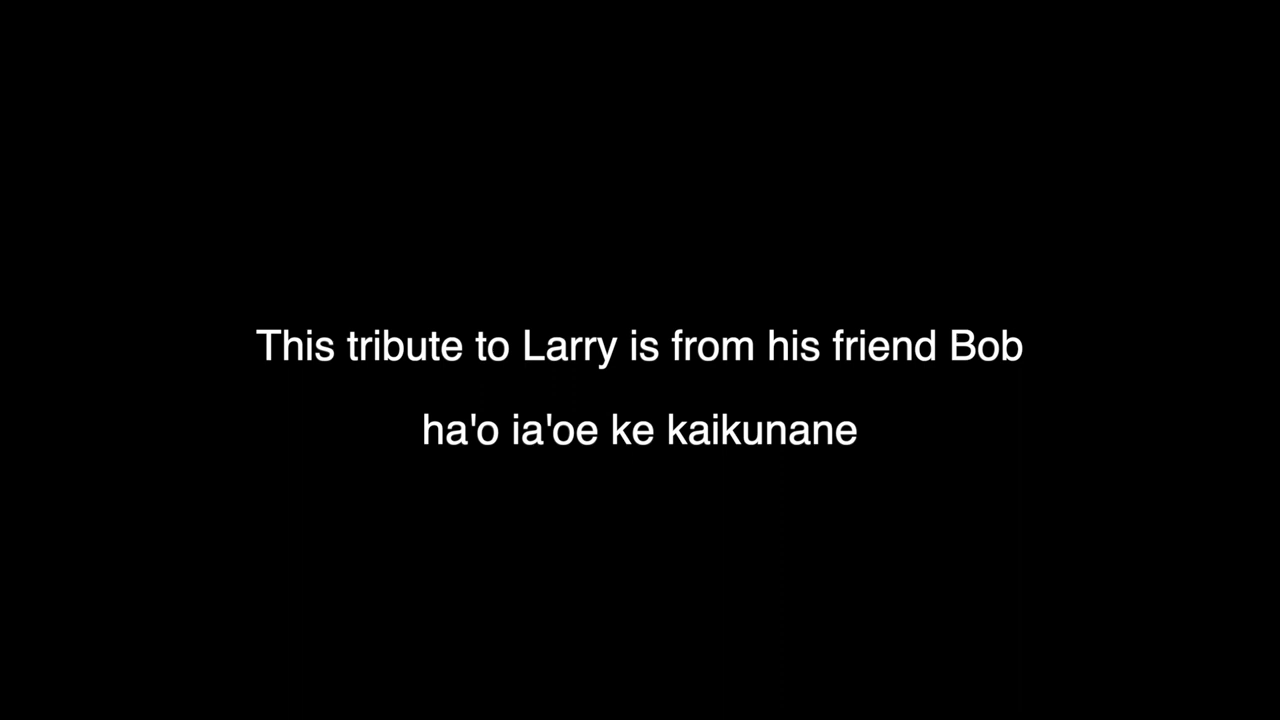 This tribute to Larry is from his friend Bob
ha'o ia'oe ke kaikunane